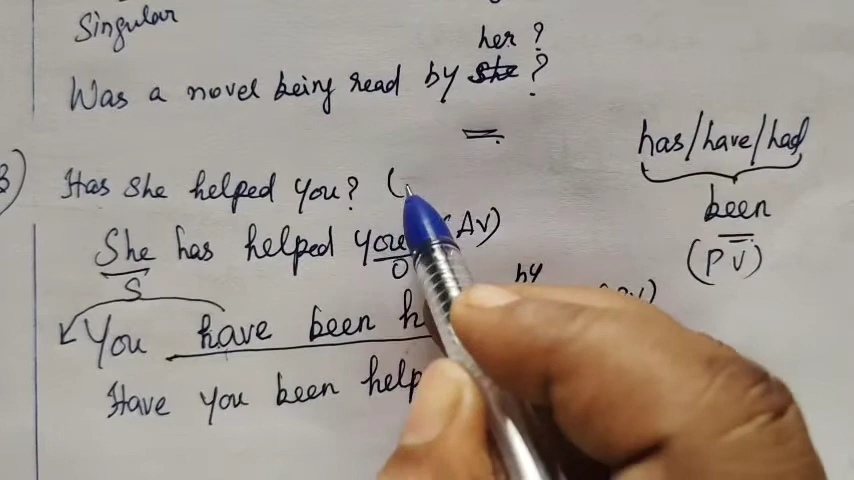 Singular
her ?
Was a novel being read by she ?
has/have/had
been
(PV)
3) Has she helped you? (
She has helped you (AV)
S O
by
You have been
Have you been help